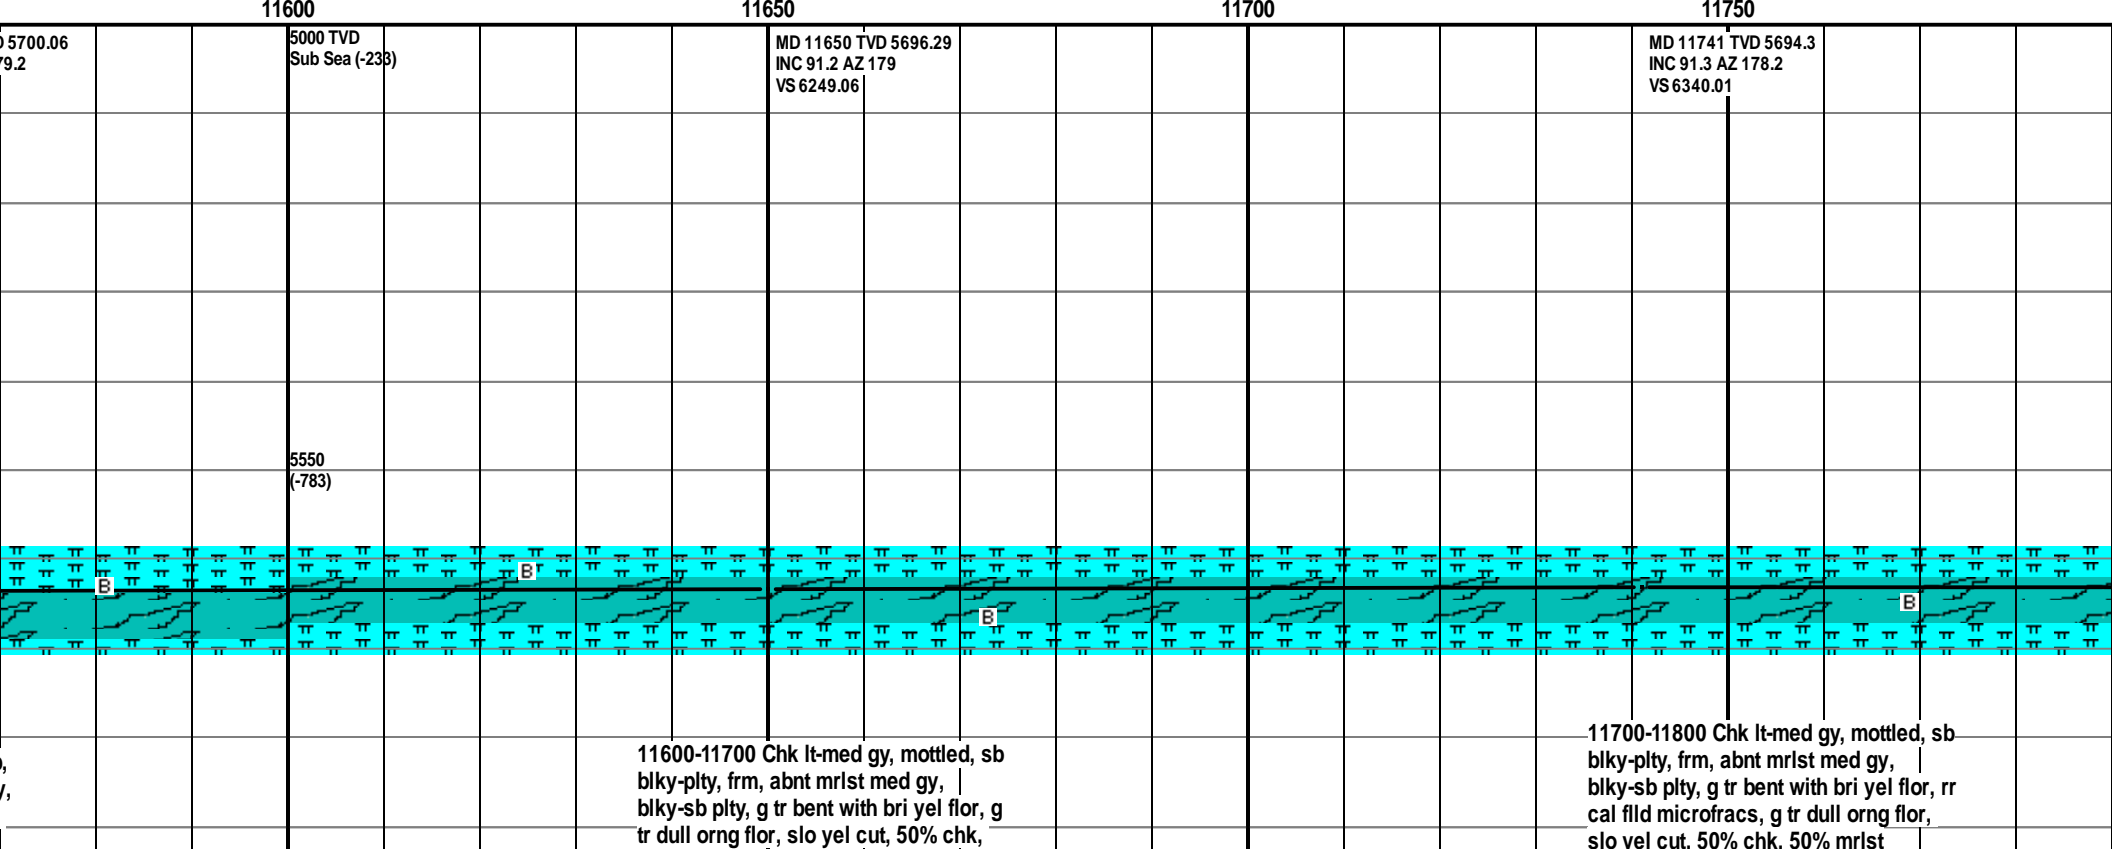 11600 11650 11700 11750
5700.06
79.2
5000 TVD
Sub Sea (-233)
MD 11650 TVD 5696.29
INC 91.2 AZ 179
VS 6249.06
MD 11741 TVD 5694.3
INC 91.3 AZ 178.2
VS 6340.01
5550
(-783)
B
B
B
B
11600-11700 Chk lt-med gy, mottled, sb
blky-plty, frm, abnt mrlst med gy,
blky-sb plty, g tr bent with bri yel flor, g
tr dull orng flor, slo yel cut, 50% chk,
11700-11800 Chk lt-med gy, mottled, sb
blky-plty, frm, abnt mrlst med gy,
blky-sb plty, g tr bent with bri yel flor, rr
cal flld microfracs, g tr dull orng flor,
slo yel cut, 50% chk, 50% mrlst